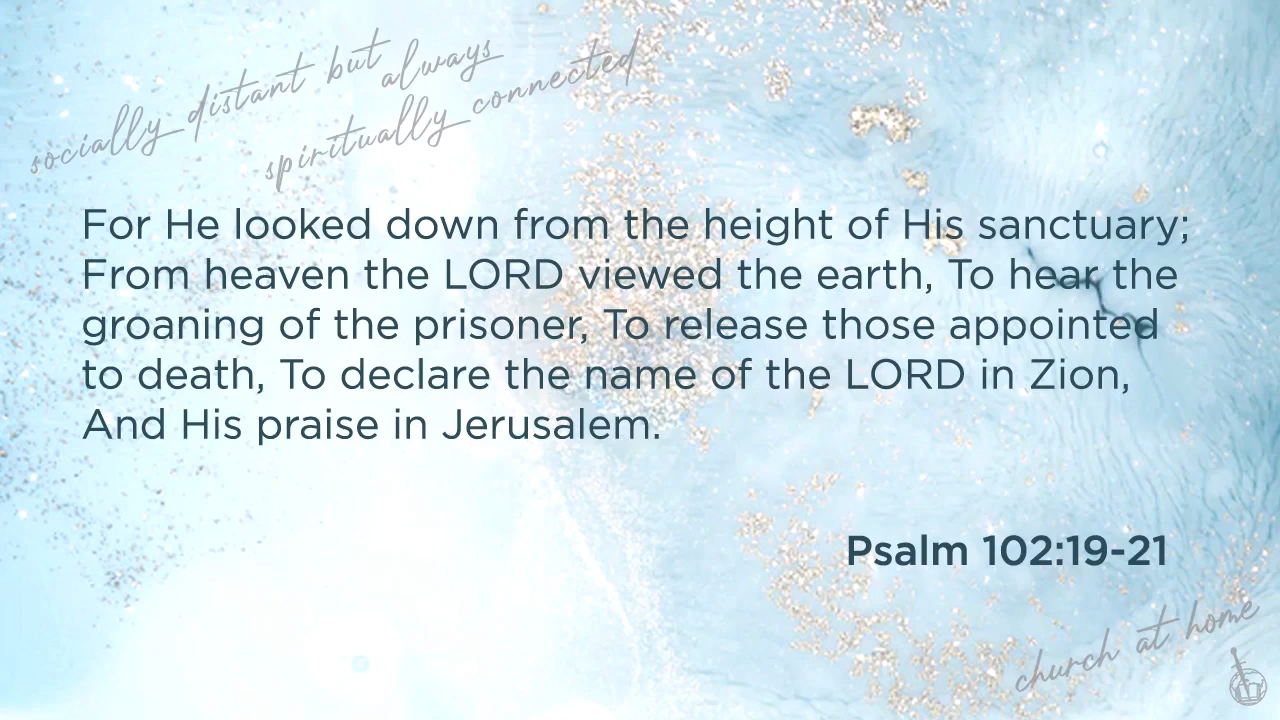 socially distant but always
spiritually connected
For He looked down from the height of His sanctuary;
From heaven the LORD viewed the earth, To hear the
groaning of the prisoner, To release those appointed
to death, To declare the name of the LORD in Zion,
And His praise in Jerusalem.
Psalm 102:19-21
church at home